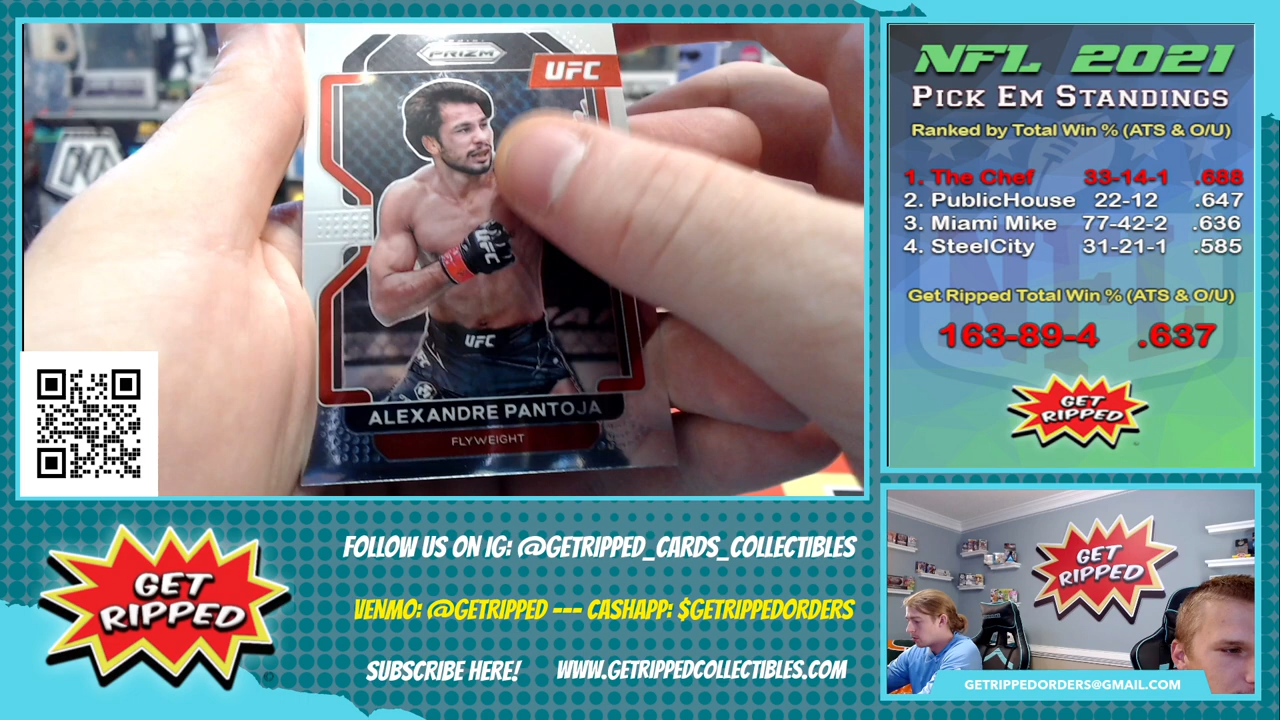 PRIZM
UFC
UFC
UFC
ALEXANDRE PANTOJA
FLYWEIGHT
NFL 2021
PICK EM STANDINGS
Ranked by Total Win % (ATS & O/U)
1. The Chef 33-14-1 .688
2. PublicHouse 22-12 .647
3. Miami Mike 77-42-2 .636
4. SteelCity 31-21-1 .585
Get Ripped Total Win % (ATS & O/U)
163-89-4 .637
GET
RIPPED
GET
RIPPED
FOLLOW US ON IG: @GETRIPPED_CARDS_COLLECTIBLES
VENMO: @GETRIPPED --- CASHAPP: $GETRIPPEDORDERS
SUBSCRIBE HERE! WWW.GETRIPPEDCOLLECTIBLES.COM
GET
RIPPED
GETRIPPEDORDERS@GMAIL.COM